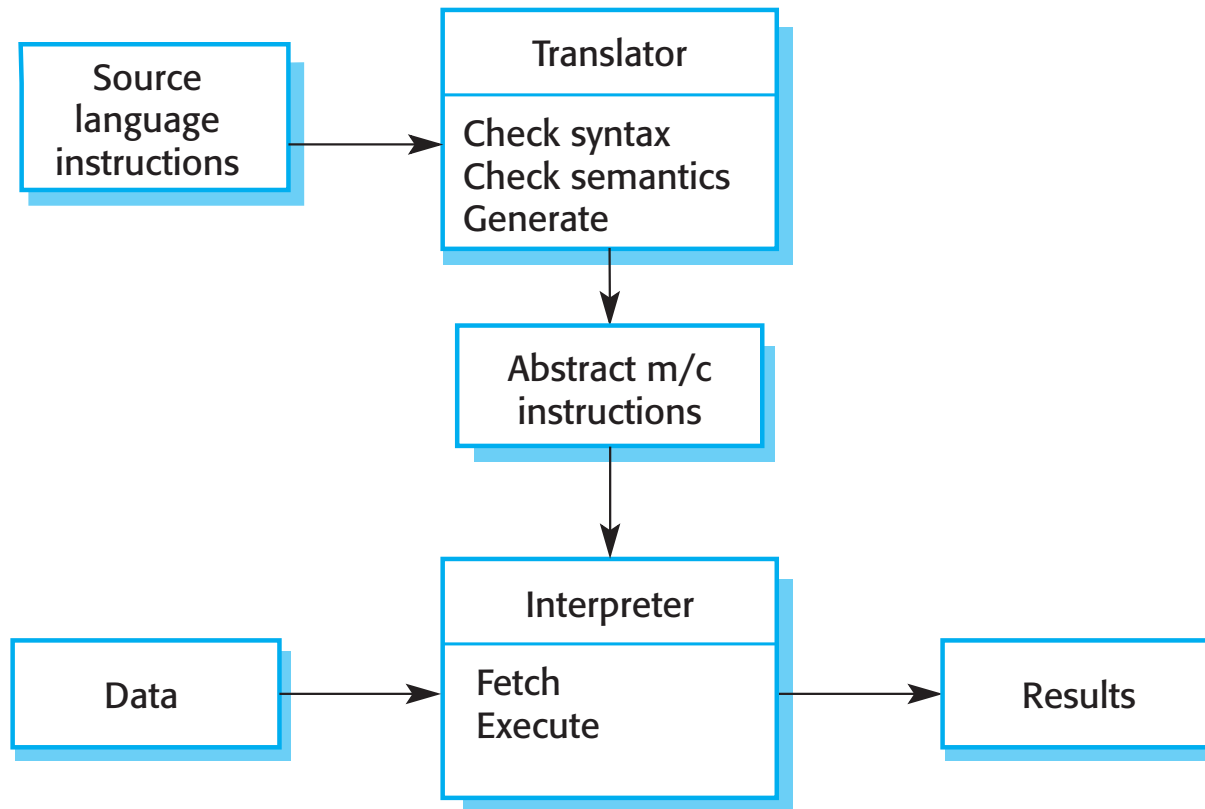 Source
language
instructions
Translator
Check syntax
Check semantics
Generate
Abstract m/c
instructions
Data
Interpreter
Fetch
Execute
Results